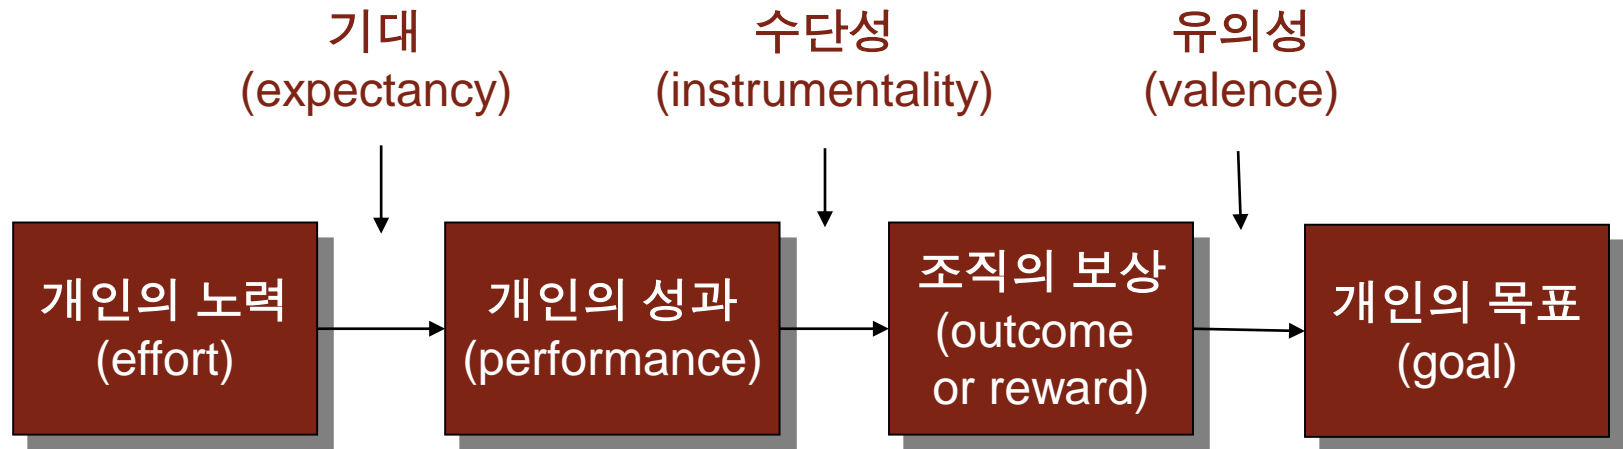 기대
(expectancy)
수단성
(instrumentality)
유의성
(valence)
개인의 노력
(effort)
개인의 성과
(performance)
조직의 보상
(outcome
or reward)
개인의 목표
(goal)